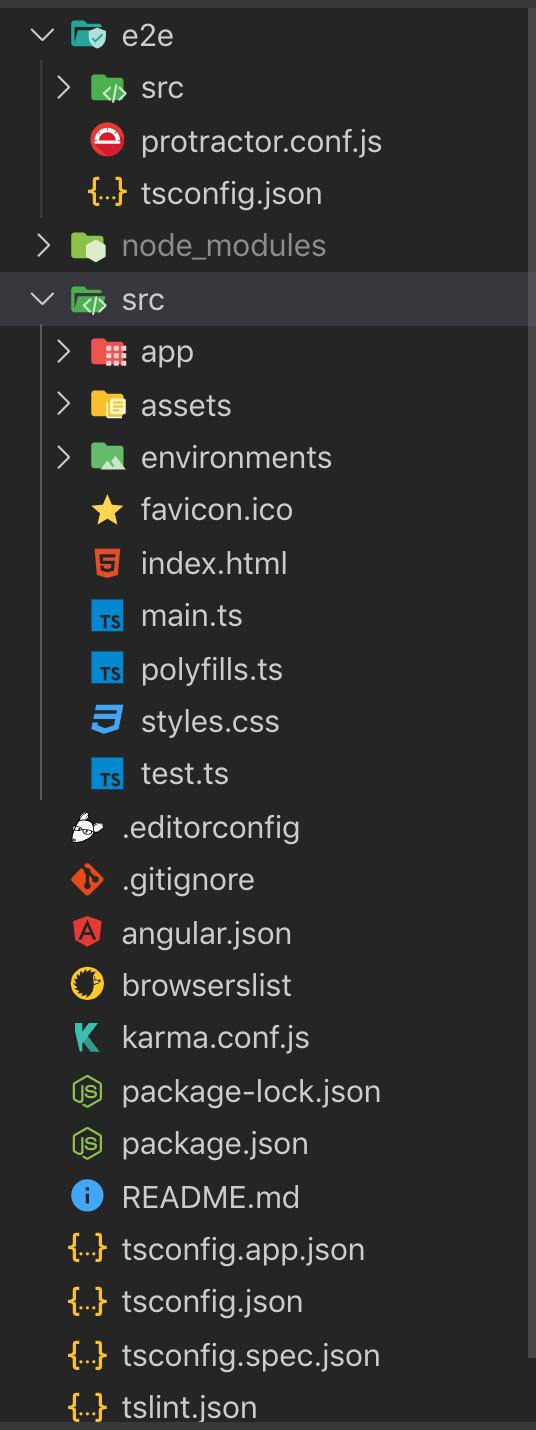 e2e
src
protractor.conf.js
tsconfig.json
node_modules
src
app
assets
environments
favicon.ico
index.html
main.ts
polyfills.ts
styles.css
test.ts
.editorconfig
.gitignore
angular.json
browserslist
karma.conf.js
package-lock.json
package.json
README.md
tsconfig.app.json
tsconfig.json
tsconfig.spec.json
tslint.json